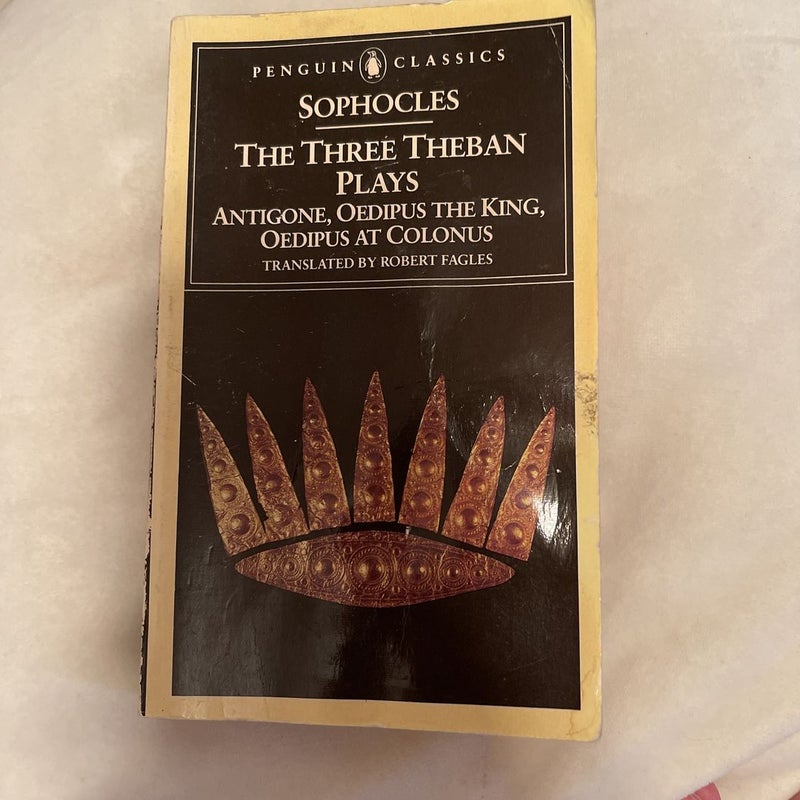 PENGUIN CLASSICS
SOPHOCLES
THE THREE THEBAN
PLAYS
ANTIGONE, OEDIPUS THE KING,
OEDIPUS AT COLONUS
TRANSLATED BY ROBERT FAGLES